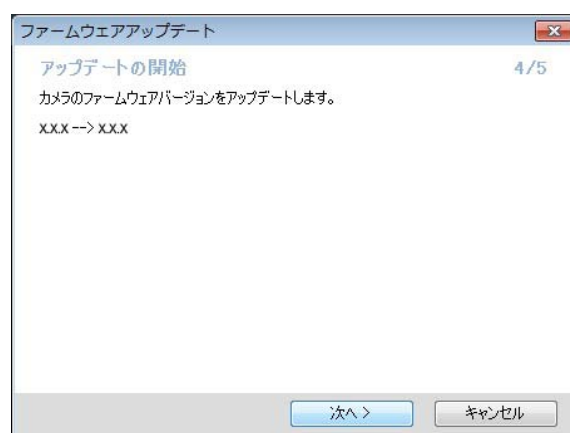 ファームウェアアップデート
アップデートの開始
4/5
カメラのファームウェアバージョンをアップデートします。
x.x.x --> x.x.x
次へ >
キャンセル